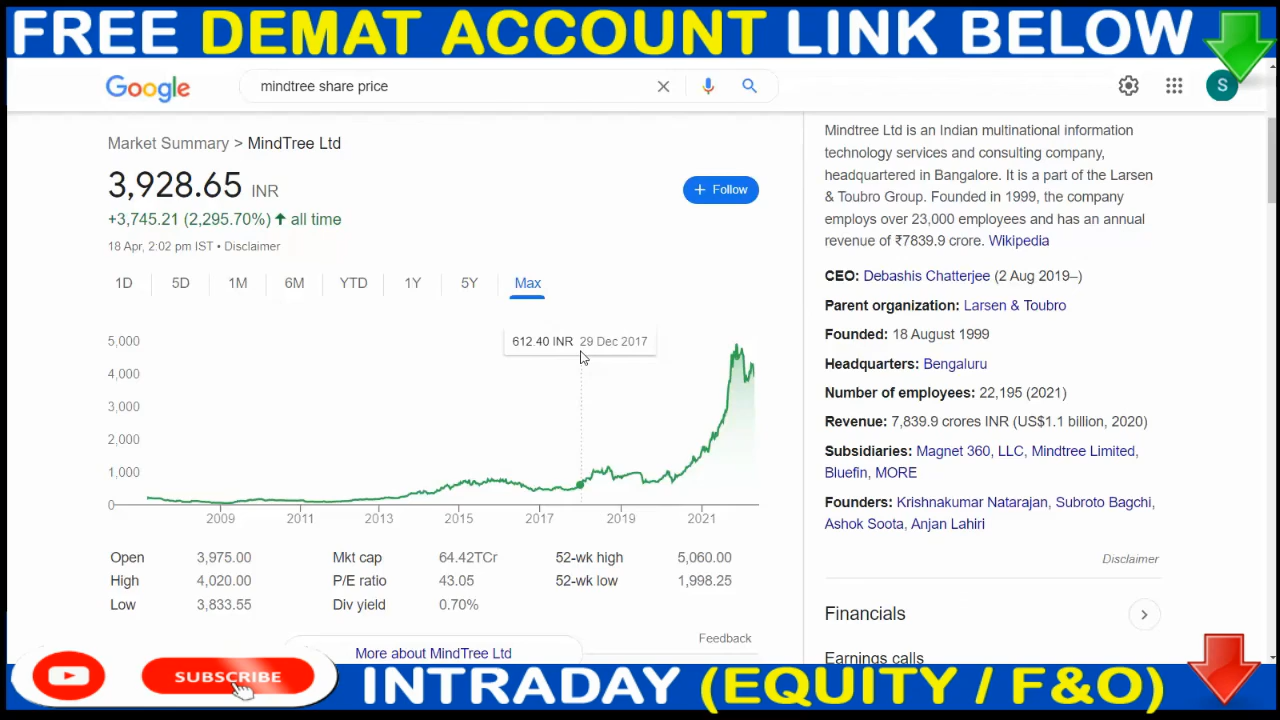 FREE DEMAT ACCOUNT LINK BELOW
Google
mindtree share price
S
Market Summary > MindTree Ltd
3,928.65 INR
+ Follow
+3,745.21 (2,295.70%) ↑ all time
18 Apr, 2:02 pm IST • Disclaimer
1D 5D 1M 6M YTD 1Y 5Y Max
612.40 INR 29 Dec 2017
5,000
4,000
3,000
2,000
1,000
0
2009 2011 2013 2015 2017 2019 2021
Open 3,975.00 Mkt cap 64.42TCr 52-wk high 5,060.00
High 4,020.00 P/E ratio 43.05 52-wk low 1,998.25
Low 3,833.55 Div yield 0.70%
Feedback
More about MindTree Ltd
Mindtree Ltd is an Indian multinational information
technology services and consulting company,
headquartered in Bangalore. It is a part of the Larsen
& Toubro Group. Founded in 1999, the company
employs over 23,000 employees and has an annual
revenue of ₹7839.9 crore. Wikipedia
CEO: Debashis Chatterjee (2 Aug 2019–)
Parent organization: Larsen & Toubro
Founded: 18 August 1999
Headquarters: Bengaluru
Number of employees: 22,195 (2021)
Revenue: 7,839.9 crores INR (US$1.1 billion, 2020)
Subsidiaries: Magnet 360, LLC, Mindtree Limited,
Bluefin, MORE
Founders: Krishnakumar Natarajan, Subroto Bagchi,
Ashok Soota, Anjan Lahiri
Disclaimer
Financials
Earnings calls
SUBSCRIBE
INTRADAY (EQUITY / F&O)